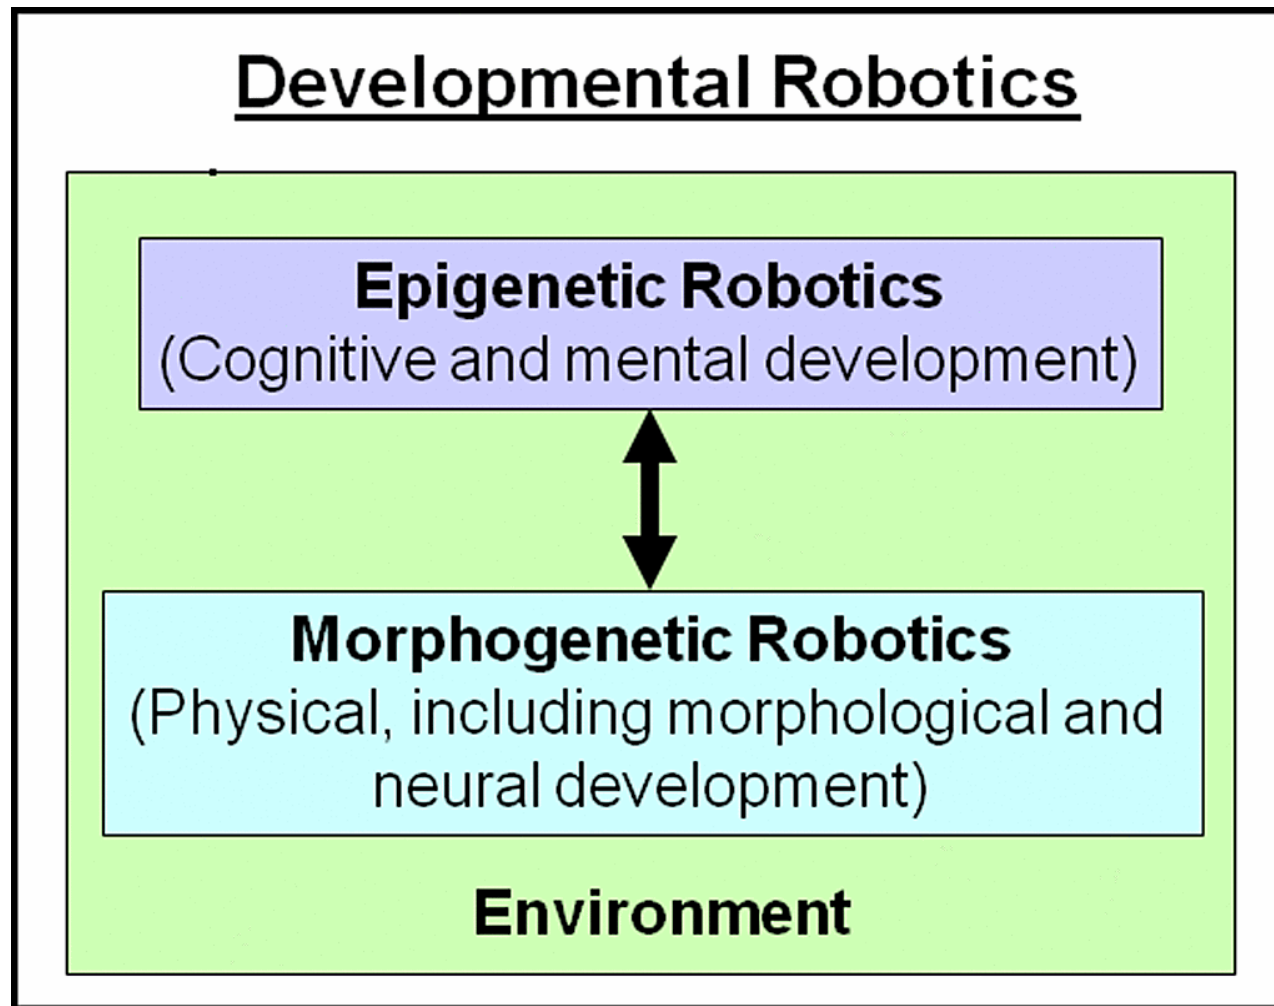 Developmental Robotics
Epigenetic Robotics
(Cognitive and mental development)
Morphogenetic Robotics
(Physical, including morphological and
neural development)
Environment